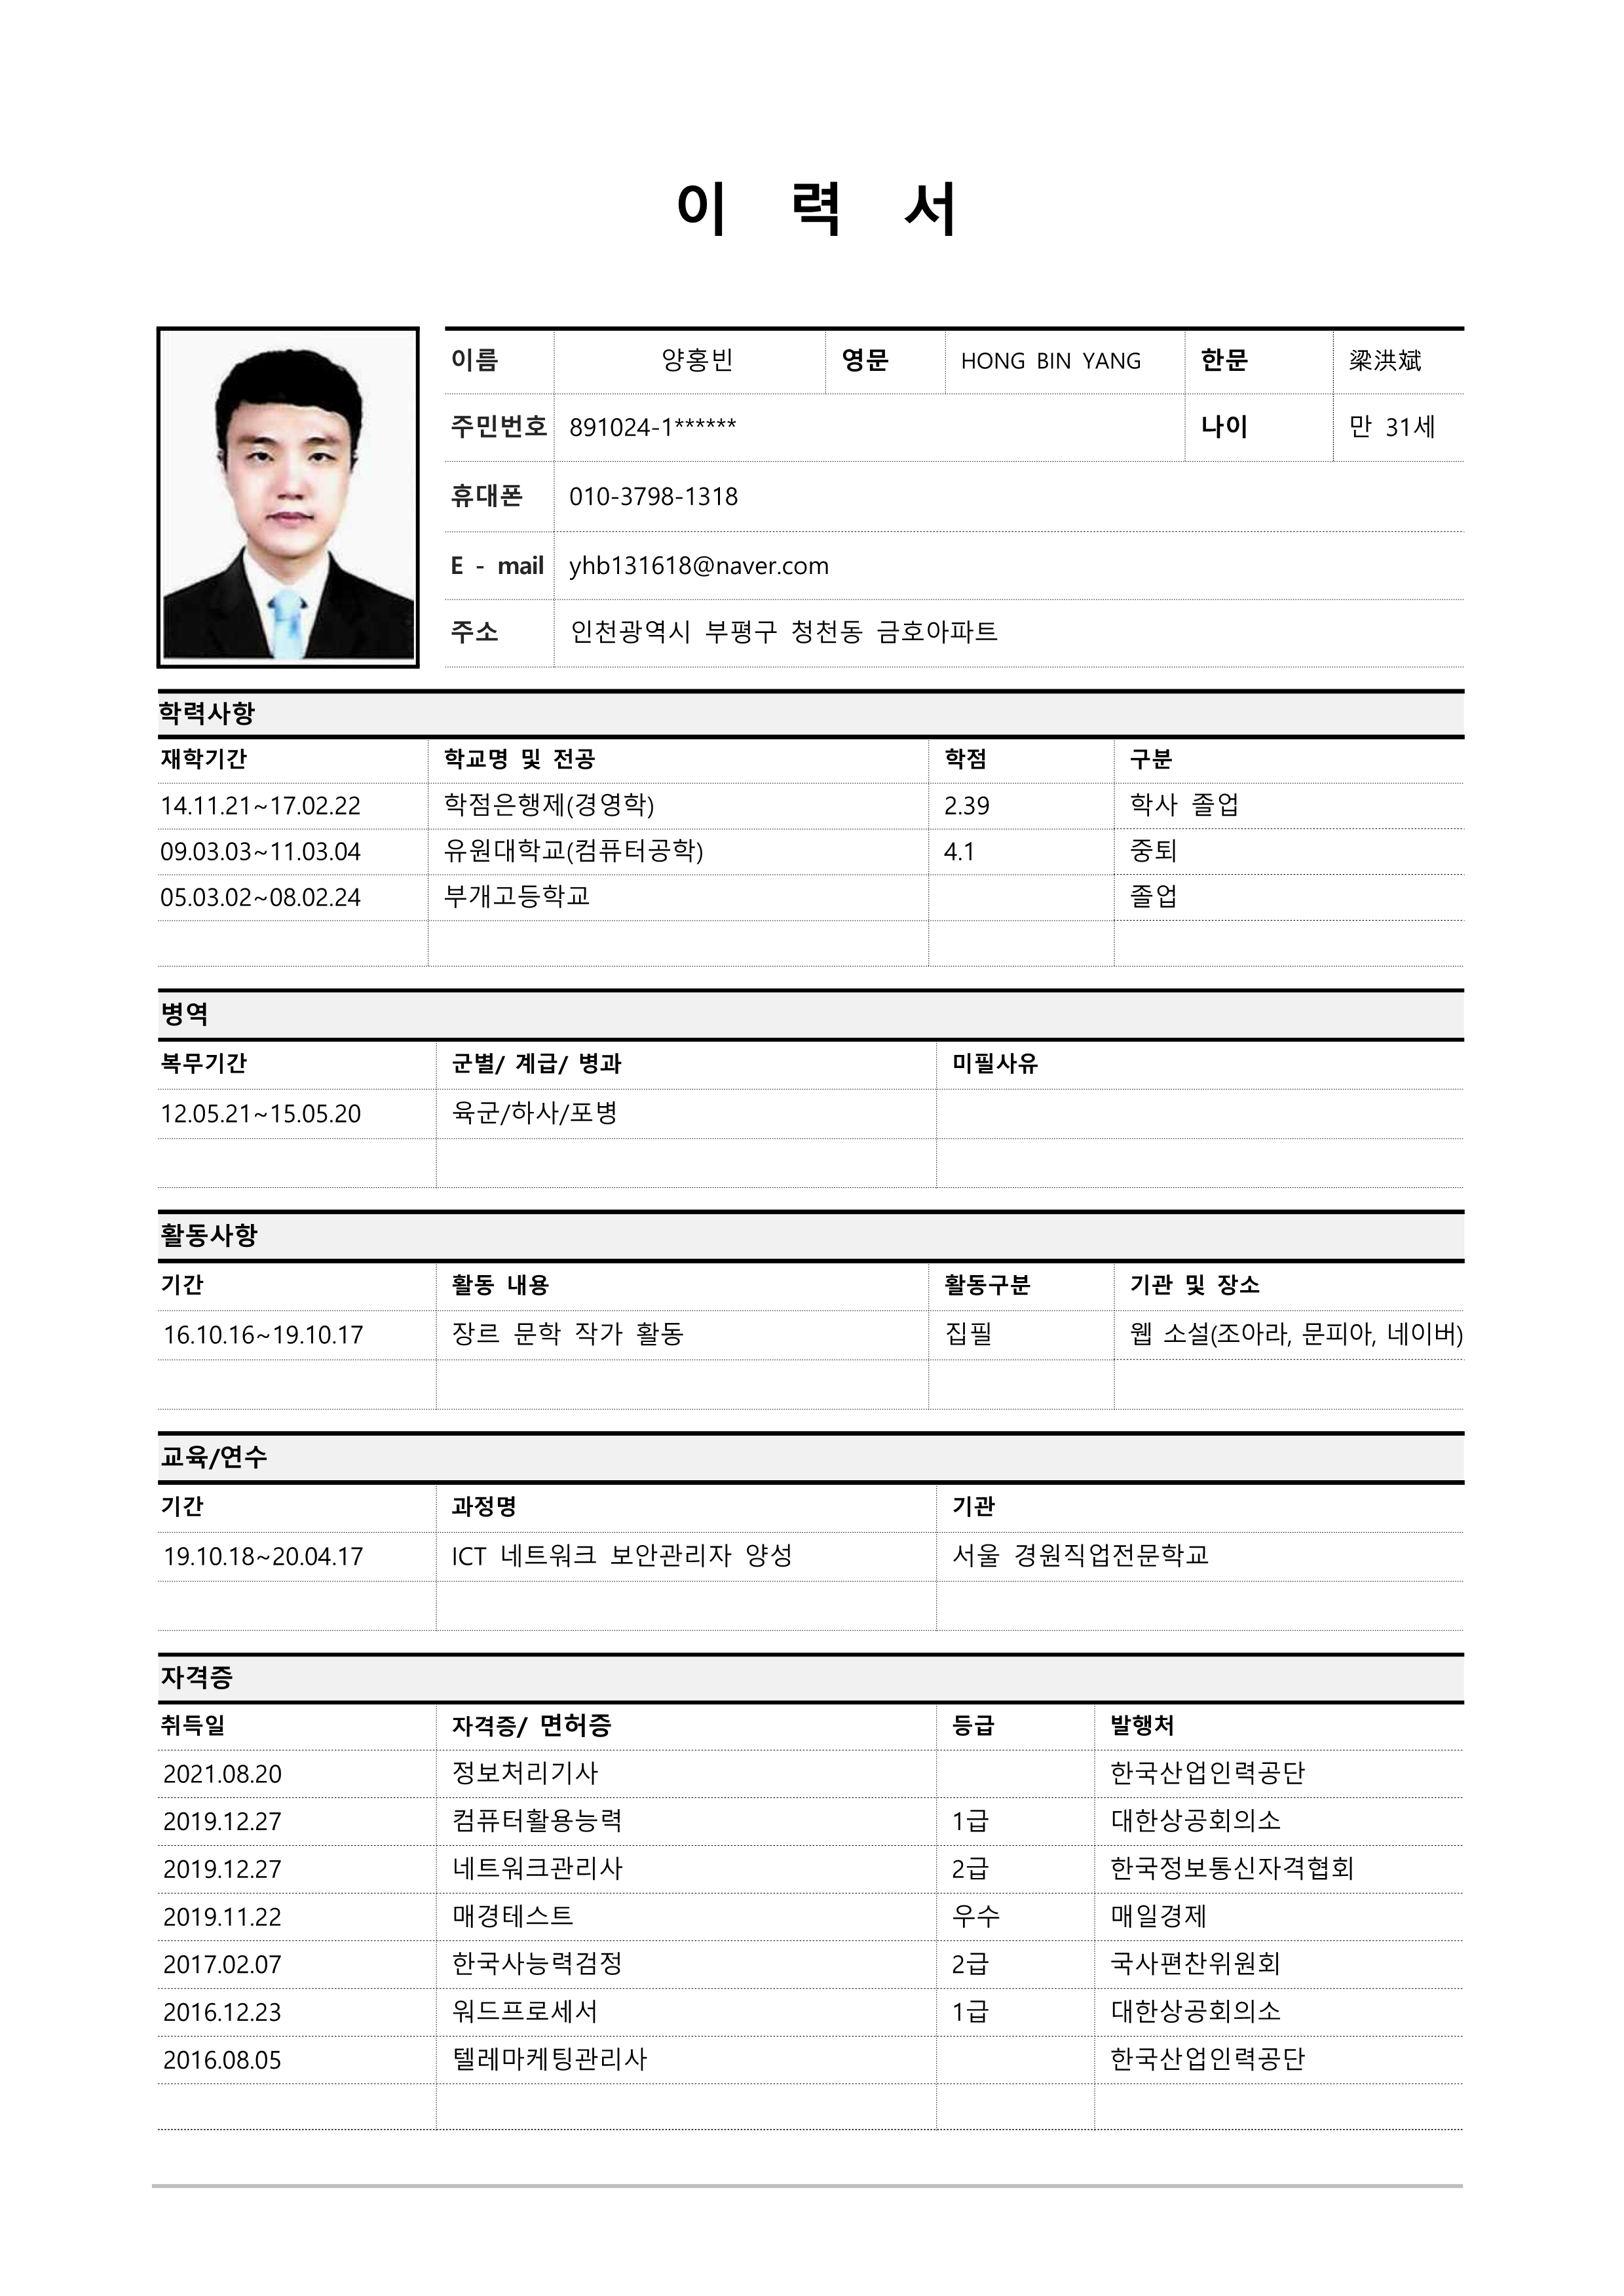 이 력 서
이름 양홍빈 영문 HONG BIN YANG 한문 梁洪斌
주민번호 891024-1****** 나이 만 31세
휴대폰 010-3798-1318
E - mail yhb131618@naver.com
주소 인천광역시 부평구 청천동 금호아파트
학력사항
재학기간 학교명 및 전공 학점 구분
14.11.21~17.02.22 학점은행제(경영학) 2.39 학사 졸업
09.03.03~11.03.04 유원대학교(컴퓨터공학) 4.1 중퇴
05.03.02~08.02.24 부개고등학교 졸업
병역
복무기간 군별/ 계급/ 병과 미필사유
12.05.21~15.05.20 육군/하사/포병
활동사항
기간 활동 내용 활동구분 기관 및 장소
16.10.16~19.10.17 장르 문학 작가 활동 집필 웹 소설(조아라, 문피아, 네이버)
교육/연수
기간 과정명 기관
19.10.18~20.04.17 ICT 네트워크 보안관리자 양성 서울 경원직업전문학교
자격증
취득일 자격증/ 면허증 등급 발행처
2021.08.20 정보처리기사 한국산업인력공단
2019.12.27 컴퓨터활용능력 1급 대한상공회의소
2019.12.27 네트워크관리사 2급 한국정보통신자격협회
2019.11.22 매경테스트 우수 매일경제
2017.02.07 한국사능력검정 2급 국사편찬위원회
2016.12.23 워드프로세서 1급 대한상공회의소
2016.08.05 텔레마케팅관리사 한국산업인력공단